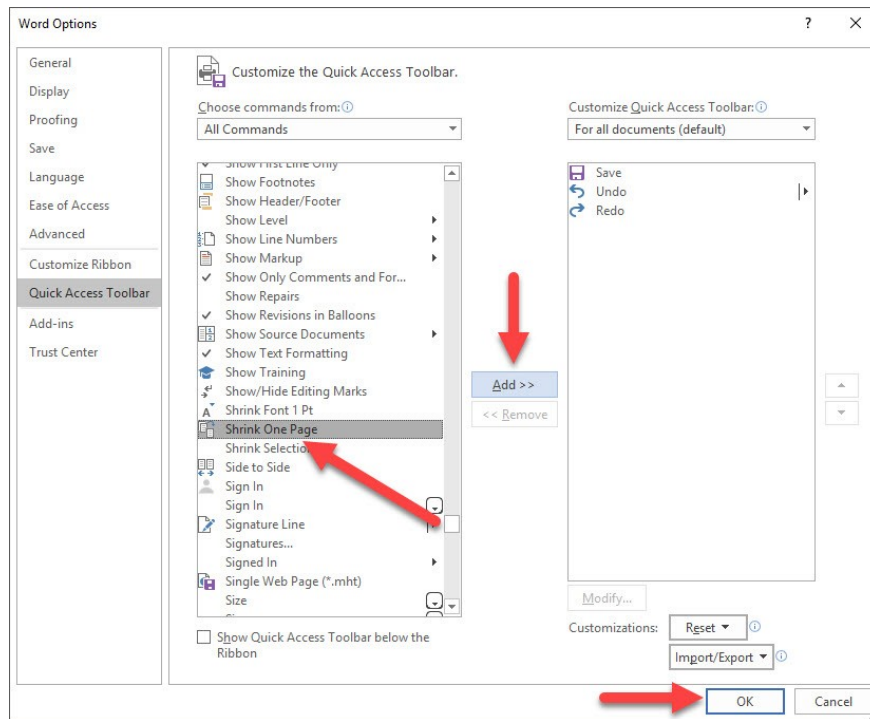 Word Options
?
General
Display
Proofing
Save
Language
Ease of Access
Advanced
Customize Ribbon
Quick Access Toolbar
Add-ins
Trust Center
Customize the Quick Access Toolbar.
Choose commands from:
All Commands
Show First Line Only
Show Footnotes
Show Header/Footer
Show Level
Show Line Numbers
Show Markup
Show Only Comments and For...
Show Repairs
Show Revisions in Balloons
Show Source Documents
Show Text Formatting
Show Training
Show/Hide Editing Marks
Shrink Font 1 Pt
Shrink One Page
Shrink Selection
Side to Side
Sign In
Sign In
Signature Line
Signatures...
Signed In
Single Web Page (*.mht)
Size
Show Quick Access Toolbar below the
Ribbon
Add >>
<< Remove
Customize Quick Access Toolbar:
For all documents (default)
Save
Undo
Redo
Modify...
Customizations:
Reset
Import/Export
OK
Cancel